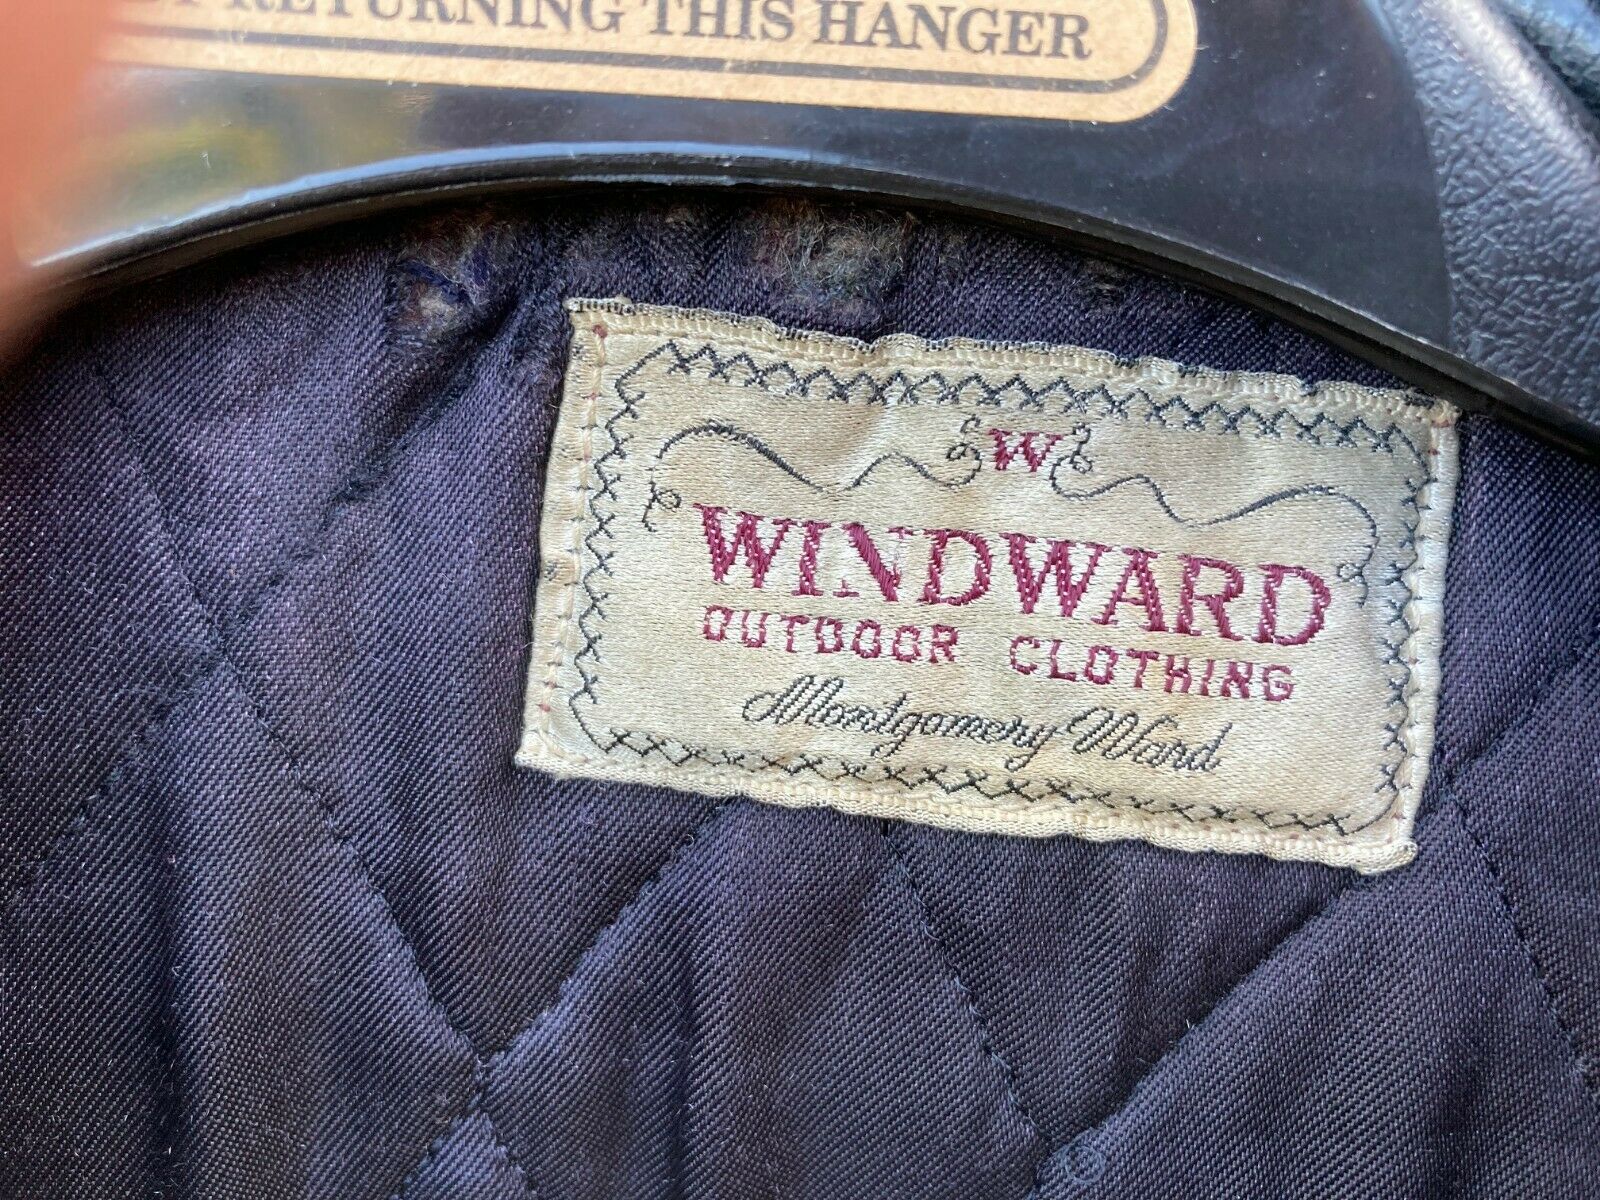 RETURNING THIS HANGER
W
WINDWARD
OUTDOOR CLOTHING
Montgomery Ward